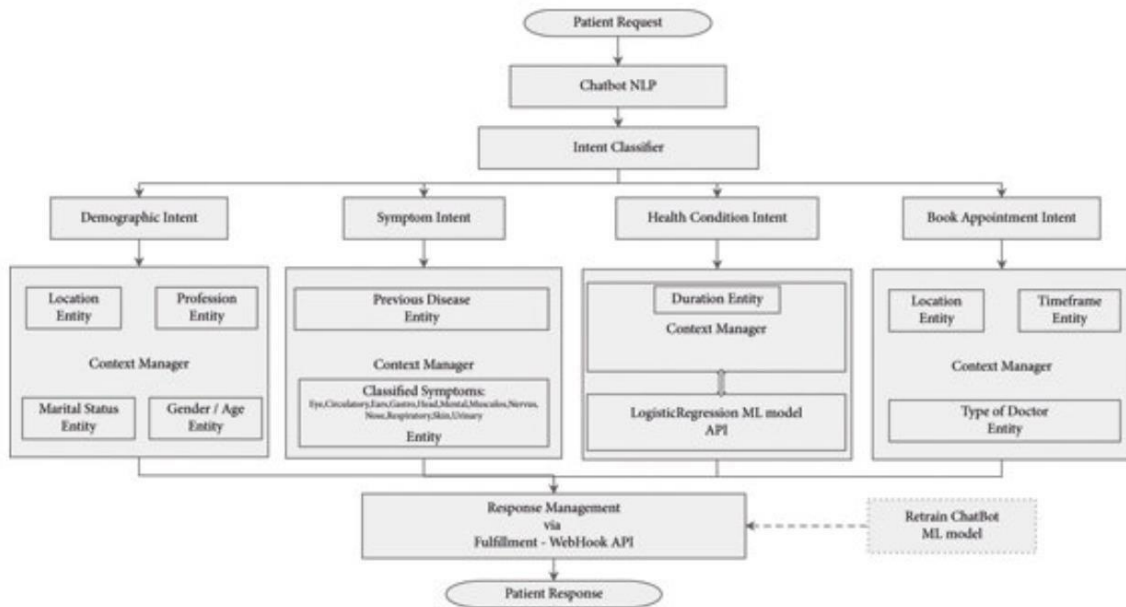 Patient Request
Chatbot NLP
Intent Classifier
Demographic Intent
Symptom Intent
Health Condition Intent
Book Appointment Intent
Location
Entity
Profession
Entity
Context Manager
Marital Status
Entity
Gender / Age
Entity
Previous Disease
Entity
Context Manager
Classified Symptoms:
Eye,Circulatory,Ears,Gastro,Head,Mental,Musculos,Nervus,
Nose,Respiratory,Skin,Urinary
Entity
Duration Entity
Context Manager
LogisticRegression ML model
API
Location
Entity
Timeframe
Entity
Context Manager
Type of Doctor
Entity
Response Management
via
Fulfillment - WebHook API
Retrain ChatBot
ML model
Patient Response